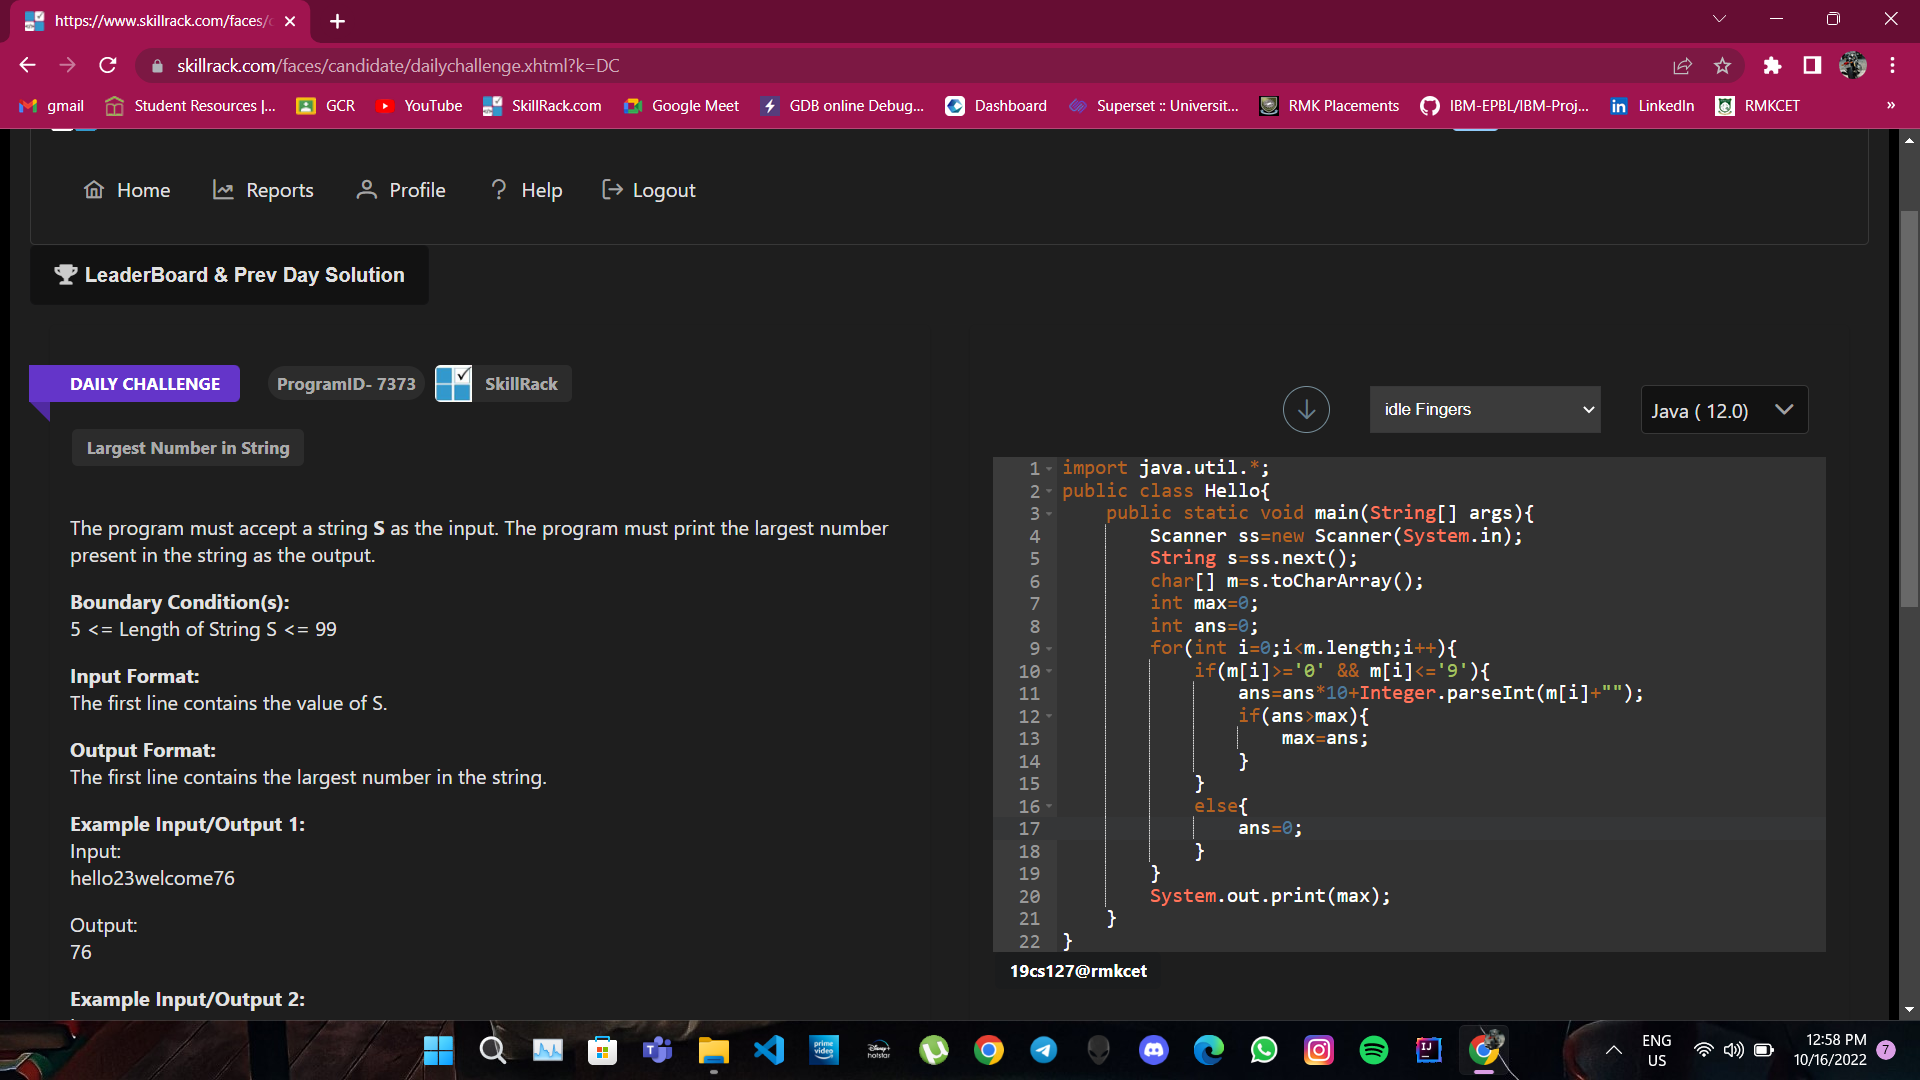 https://www.skillrack.com/faces/c
skillrack.com/faces/candidate/dailychallenge.xhtml?k=DC
gmail
Student Resources |...
GCR
YouTube
SkillRack.com
Google Meet
GDB online Debug...
Dashboard
Superset :: Universit...
RMK Placements
IBM-EPBL/IBM-Proj...
LinkedIn
RMKCET
»
Home
Reports
Profile
Help
Logout
LeaderBoard & Prev Day Solution
DAILY CHALLENGE
ProgramID- 7373
SkillRack
Largest Number in String
The program must accept a string S as the input. The program must print the largest number
present in the string as the output.
Boundary Condition(s):
5 <= Length of String S <= 99
Input Format:
The first line contains the value of S.
Output Format:
The first line contains the largest number in the string.
Example Input/Output 1:
Input:
hello23welcome76
Output:
76
Example Input/Output 2:
idle Fingers
Java ( 12.0)
1 import java.util.*;
2 public class Hello{
3     public static void main(String[] args){
4         Scanner ss=new Scanner(System.in);
5         String s=ss.next();
6         char[] m=s.toCharArray();
7         int max=0;
8         int ans=0;
9         for(int i=0;i<m.length;i++){
10             if(m[i]>='0' && m[i]<='9'){
11                 ans=ans*10+Integer.parseInt(m[i]+"");
12                 if(ans>max){
13                     max=ans;
14                 }
15             }
16             else{
17                 ans=0;
18             }
19         }
20         System.out.print(max);
21     }
22 }
19cs127@rmkcet
prime video
Disney+ hotstar
IJ
ENG
US
12:58 PM
10/16/2022
7